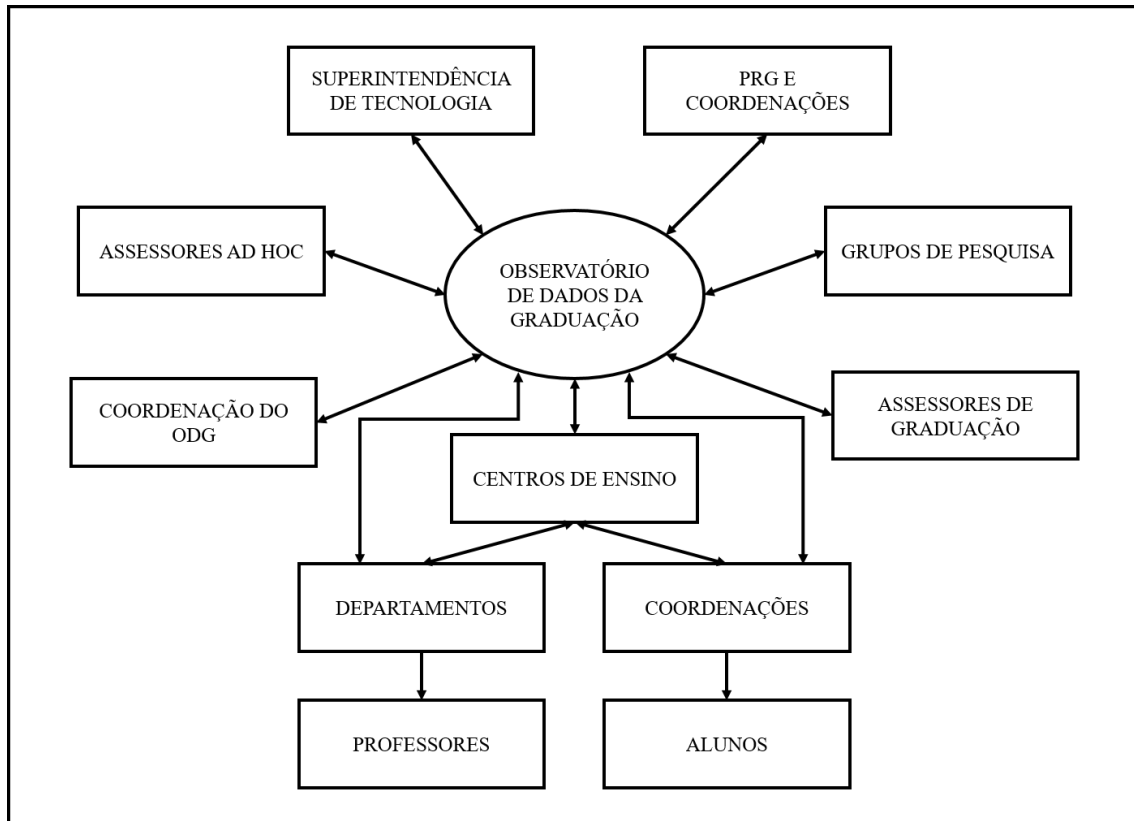 SUPERINTENDÊNCIA
DE TECNOLOGIA
PRG E
COORDENAÇÕES
ASSESSORES AD HOC
OBSERVATÓRIO
DE DADOS DA
GRADUAÇÃO
GRUPOS DE PESQUISA
COORDENAÇÃO DO
ODG
ASSESSORES DE
GRADUAÇÃO
CENTROS DE ENSINO
DEPARTAMENTOS
COORDENAÇÕES
PROFESSORES
ALUNOS